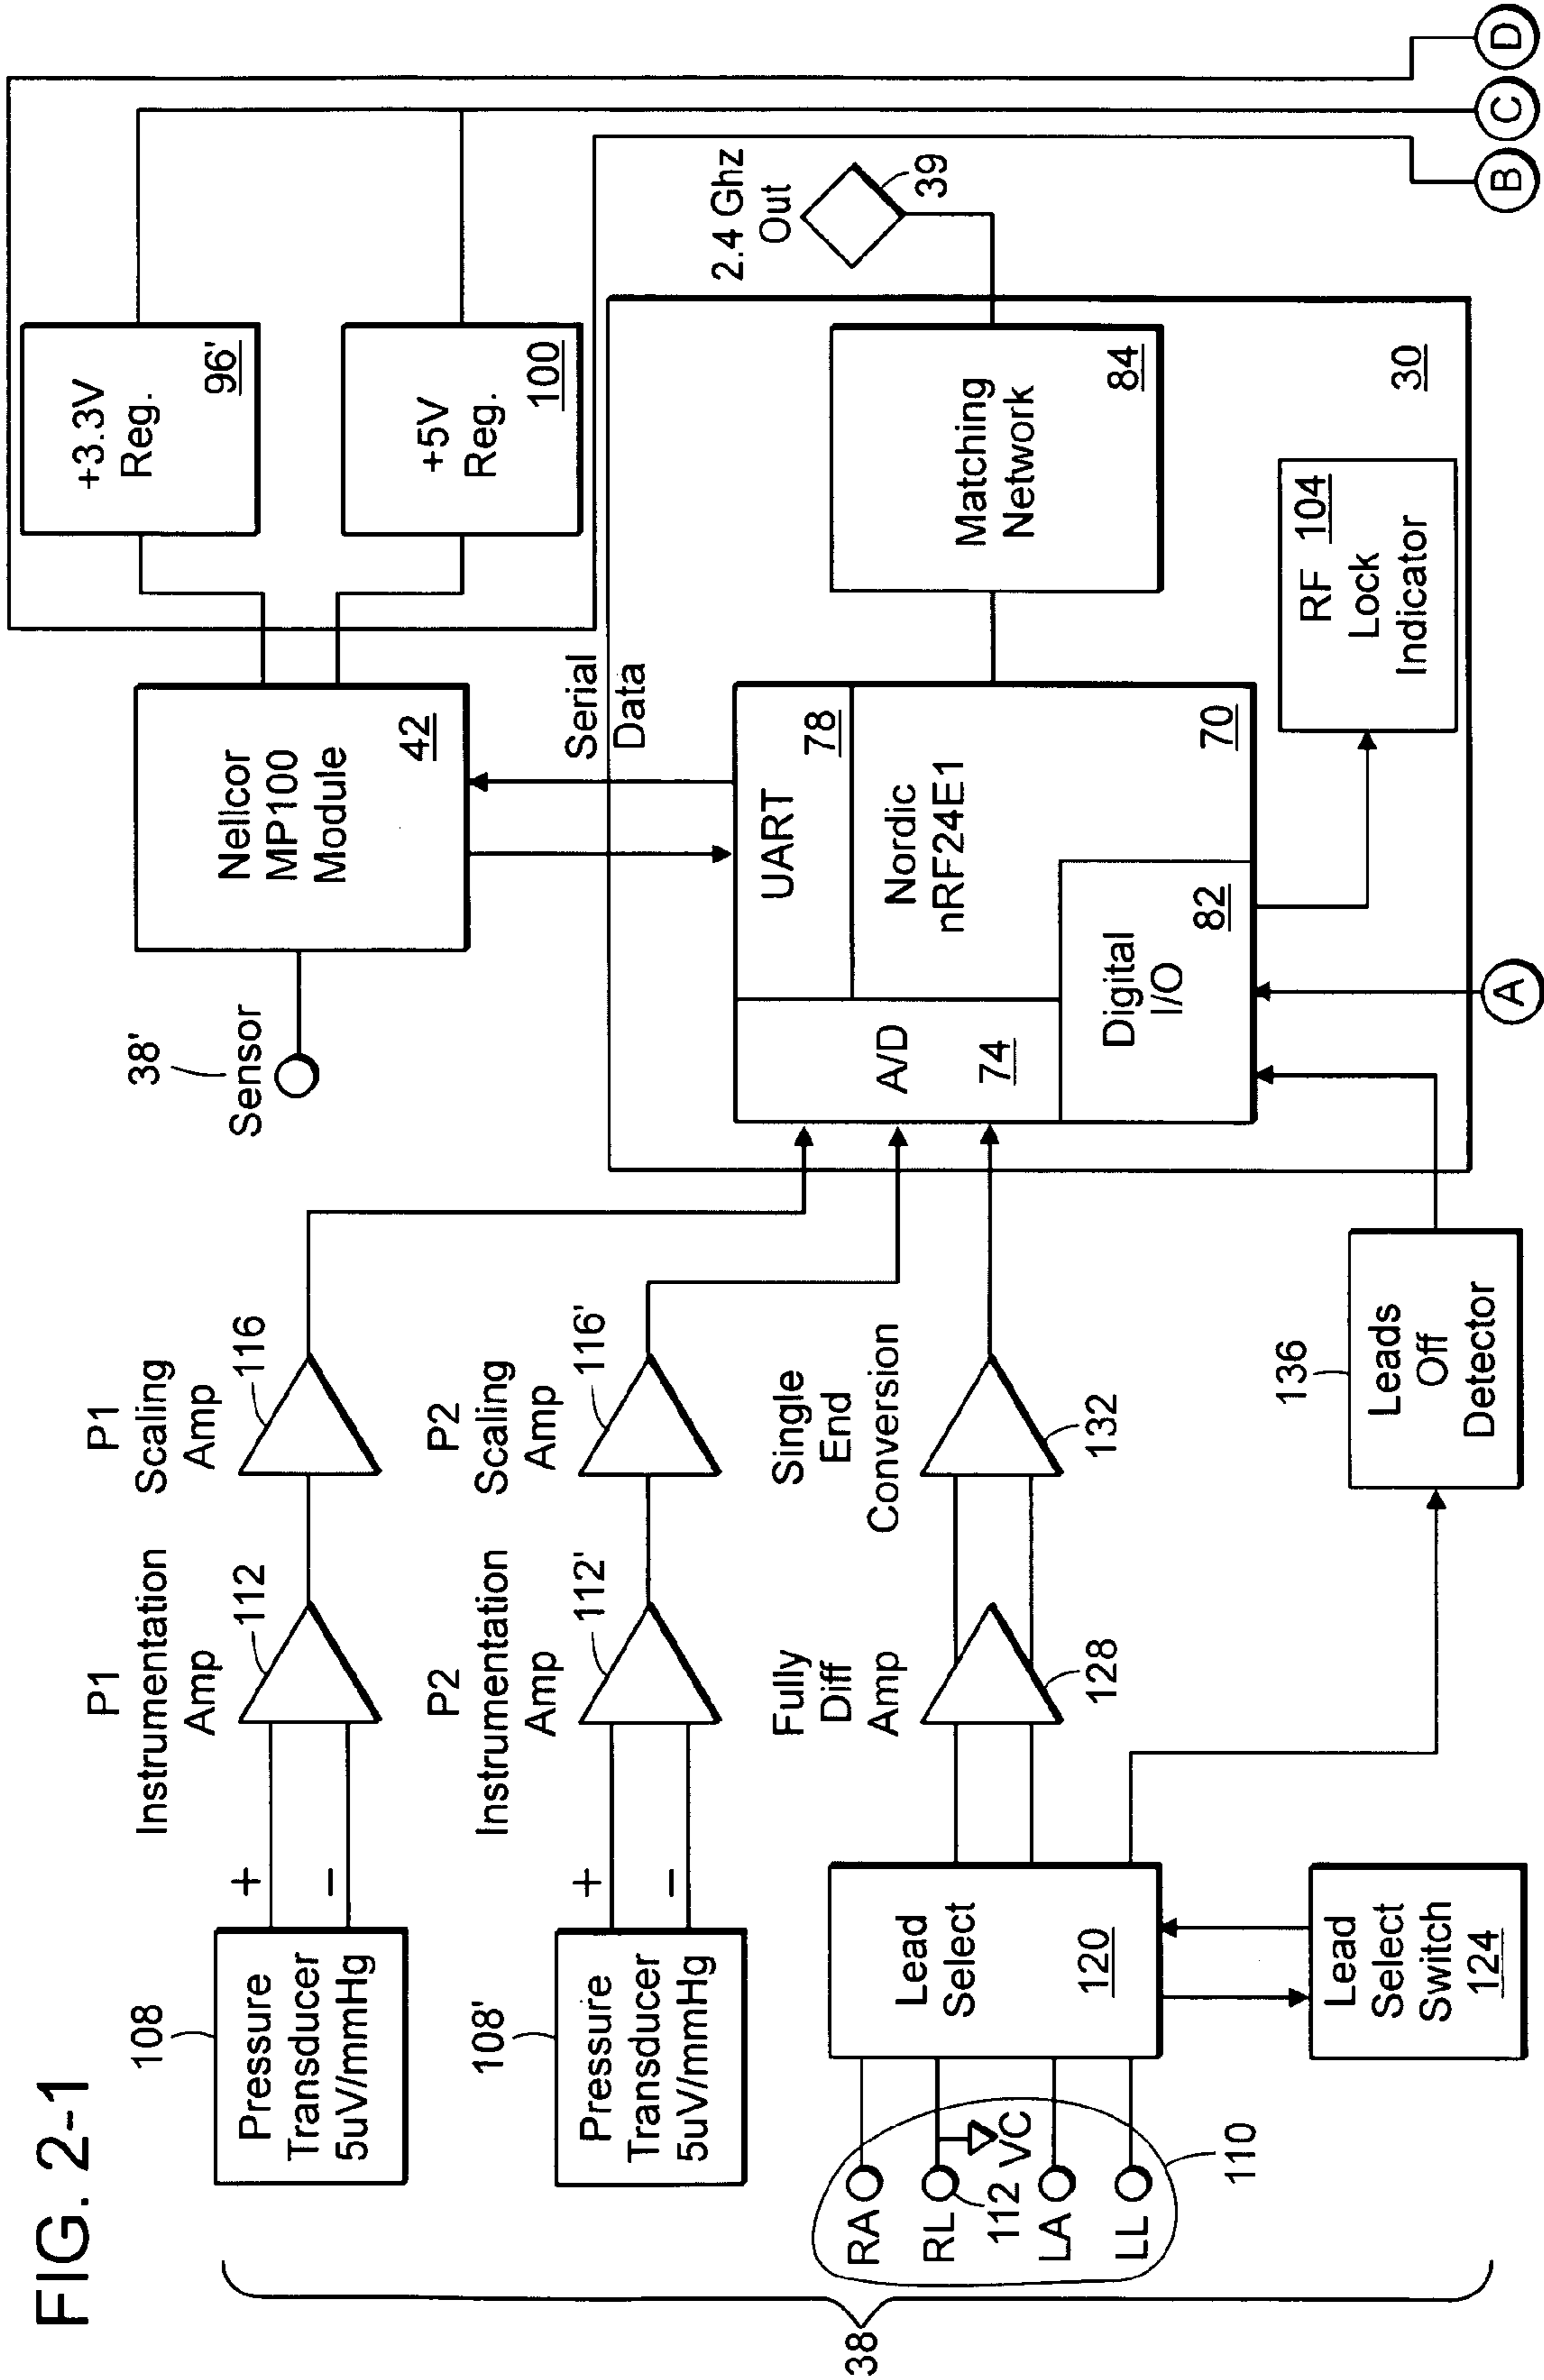 FIG. 2-1
38
108
Pressure
Transducer
5uV/mmHg
+
−
P1
Instrumentation
Amp
112
P1
Scaling
Amp
116
108'
Pressure
Transducer
5uV/mmHg
+
−
P2
Instrumentation
Amp
112'
P2
Scaling
Amp
116'
RA
RL
112
VC
LA
LL
110
Lead
Select
120
Lead
Select
Switch
124
Fully
Diff
Amp
128
Single
End
Conversion
132
136
Leads
Off
Detector
38'
Sensor
Nellcor
MP100
Module
42
Serial
Data
+3.3V
Reg.
96'
+5V
Reg.
100
A/D
74
UART
78
Nordic
nRF24E1
70
Digital
I/O
82
Matching
Network
84
2.4 Ghz
Out
39
RF 104
Lock
Indicator
30
A
B
C
D